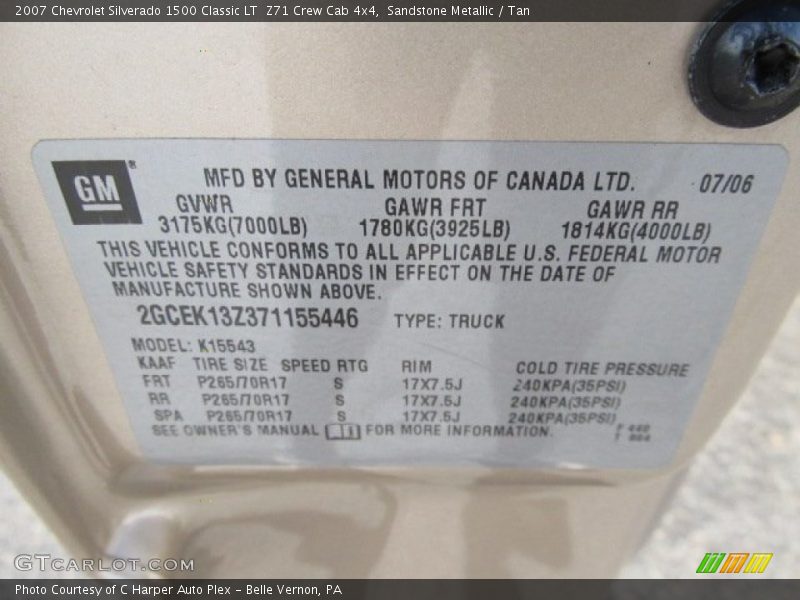 2007 Chevrolet Silverado 1500 Classic LT Z71 Crew Cab 4x4, Sandstone Metallic / Tan
GM®
MFD BY GENERAL MOTORS OF CANADA LTD. 07/06
GVWR GAWR FRT GAWR RR
3175KG(7000LB) 1780KG(3925LB) 1814KG(4000LB)
THIS VEHICLE CONFORMS TO ALL APPLICABLE U.S. FEDERAL MOTOR
VEHICLE SAFETY STANDARDS IN EFFECT ON THE DATE OF
MANUFACTURE SHOWN ABOVE.
2GCEK13Z371155446 TYPE: TRUCK
MODEL: K15543
KAAF TIRE SIZE SPEED RTG RIM COLD TIRE PRESSURE
FRT P265/70R17 S 17X7.5J 240KPA(35PSI)
RR P265/70R17 S 17X7.5J 240KPA(35PSI)
SPA P265/70R17 S 17X7.5J 240KPA(35PSI)
SEE OWNER'S MANUAL FOR MORE INFORMATION.
GTCARLOT.COM
Photo Courtesy of C Harper Auto Plex – Belle Vernon, PA